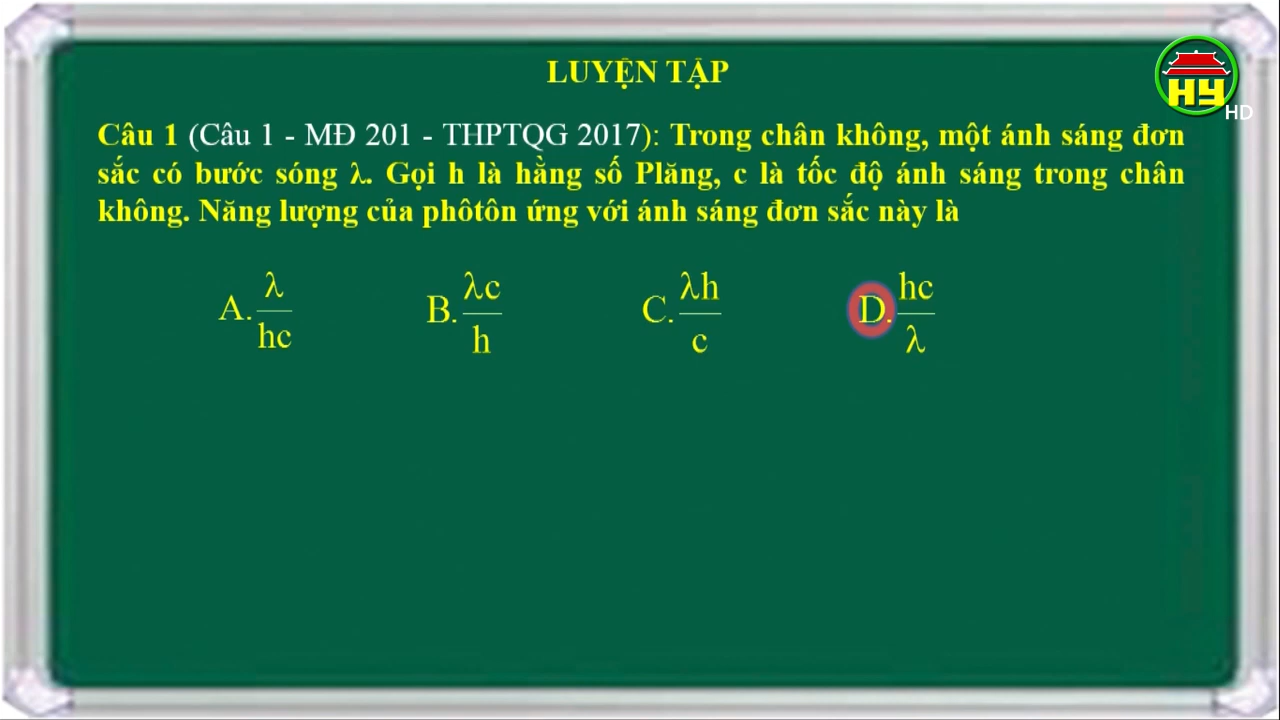 LUYỆN TẬP
HY
HD
Câu 1 (Câu 1 - MĐ 201 - THPTQG 2017): Trong chân không, một ánh sáng đơn
sắc có bước sóng λ. Gọi h là hằng số Plăng, c là tốc độ ánh sáng trong chân
không. Năng lượng của phôtôn ứng với ánh sáng đơn sắc này là
A. λ/hc B. λc/h C. λh/c D. hc/λ